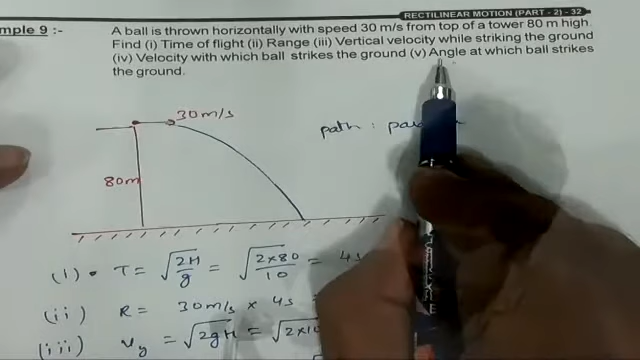 RECTILINEAR MOTION (PART - 2) - 32
mple 9 :- A ball is thrown horizontally with speed 30 m/s from top of a tower 80 m high.
Find (i) Time of flight (ii) Range (iii) Vertical velocity while striking the ground
(iv) Velocity with which ball strikes the ground (v) Angle at which ball strikes
the ground.
30m/s
path :
80m
(i) • T = √2H/g = √2×80/10 = 4s
(ii) R = 30m/s × 4s =
(iii) vy = √2gH = √2×10